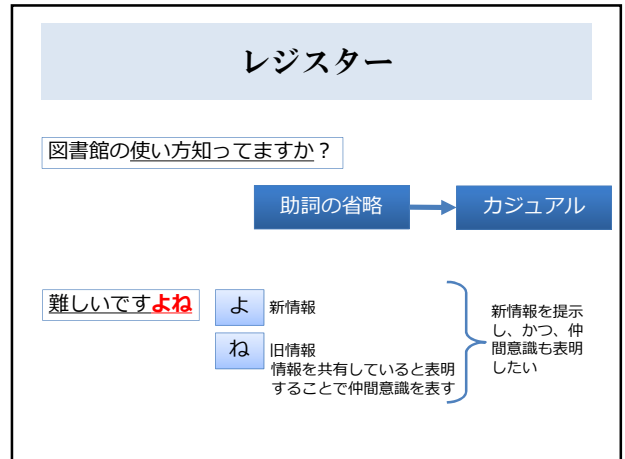 レジスター
図書館の使い方知ってますか？
助詞の省略
カジュアル
難しいですよね
よ 新情報
ね 旧情報
情報を共有していると表明
することで仲間意識を表す
新情報を提示
し、かつ、仲
間意識も表明
したい